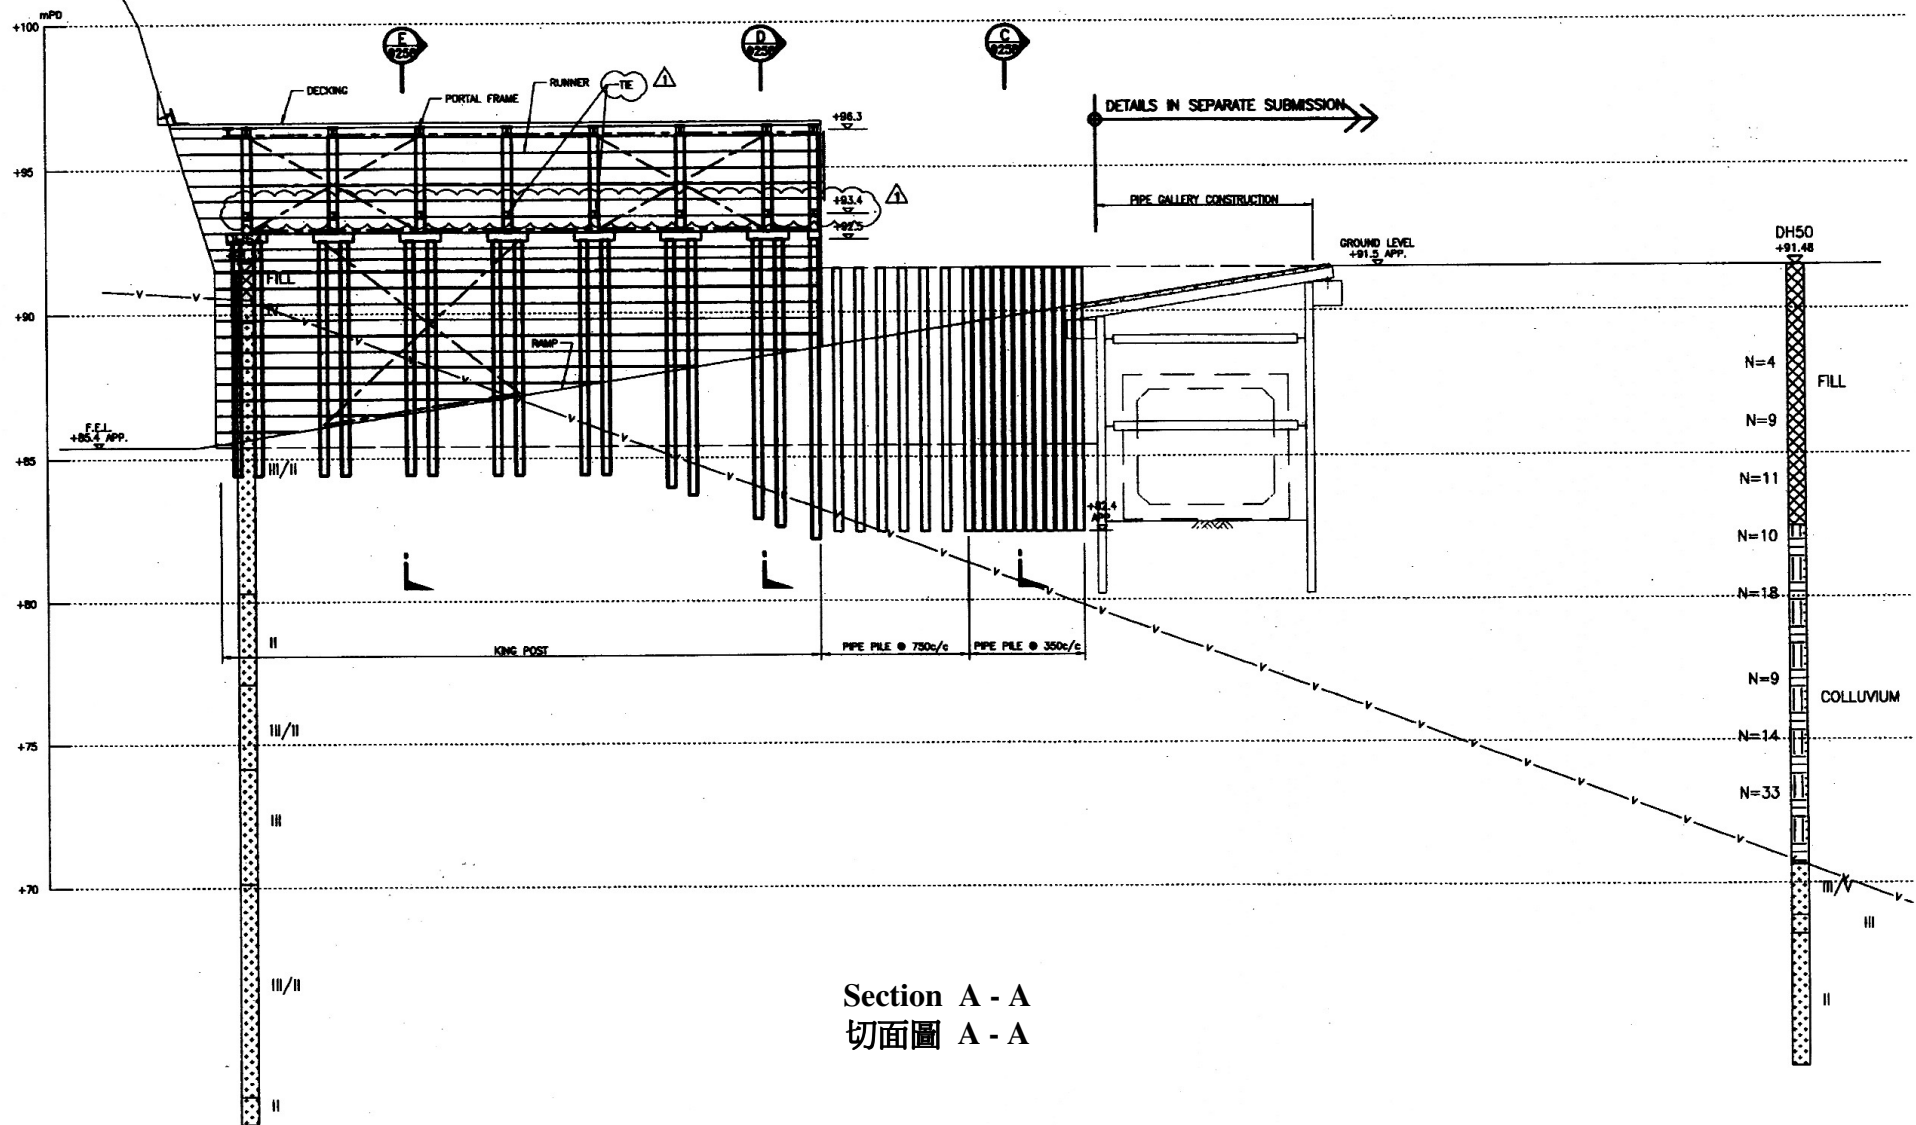 mPD
+100
E
D
C
DECKING
PORTAL FRAME
RUNNER
TIE
1
DETAILS IN SEPARATE SUBMISSION
+96.3
+95
+93.4
1
+92.5
PIPE GALLERY CONSTRUCTION
GROUND LEVEL
+91.5 APP.
DH50
+91.48
FILL
+90
RAMP
N=4
FILL
N=9
F.E.L.
+85.4 APP.
+85
III/II
N=11
APP.
N=10
+80
N=18
II
KING POST
PIPE PILE @ 750c/c
PIPE PILE @ 350c/c
N=9
COLLUVIUM
III/II
+75
N=14
N=33
III
+70
III
III/II
II
Section A - A
切面圖 A - A
II